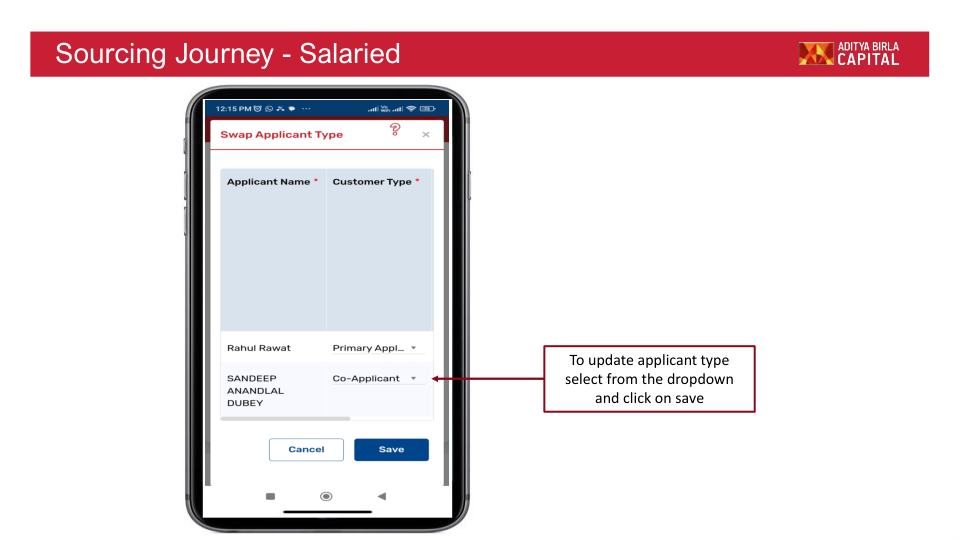 Sourcing Journey - Salaried
ADITYA BIRLA
CAPITAL
12:15 PM
Swap Applicant Type
?
×
Applicant Name * Customer Type *
Rahul Rawat Primary Appl...
SANDEEP Co-Applicant
ANANDLAL
DUBEY
Cancel Save
To update applicant type
select from the dropdown
and click on save